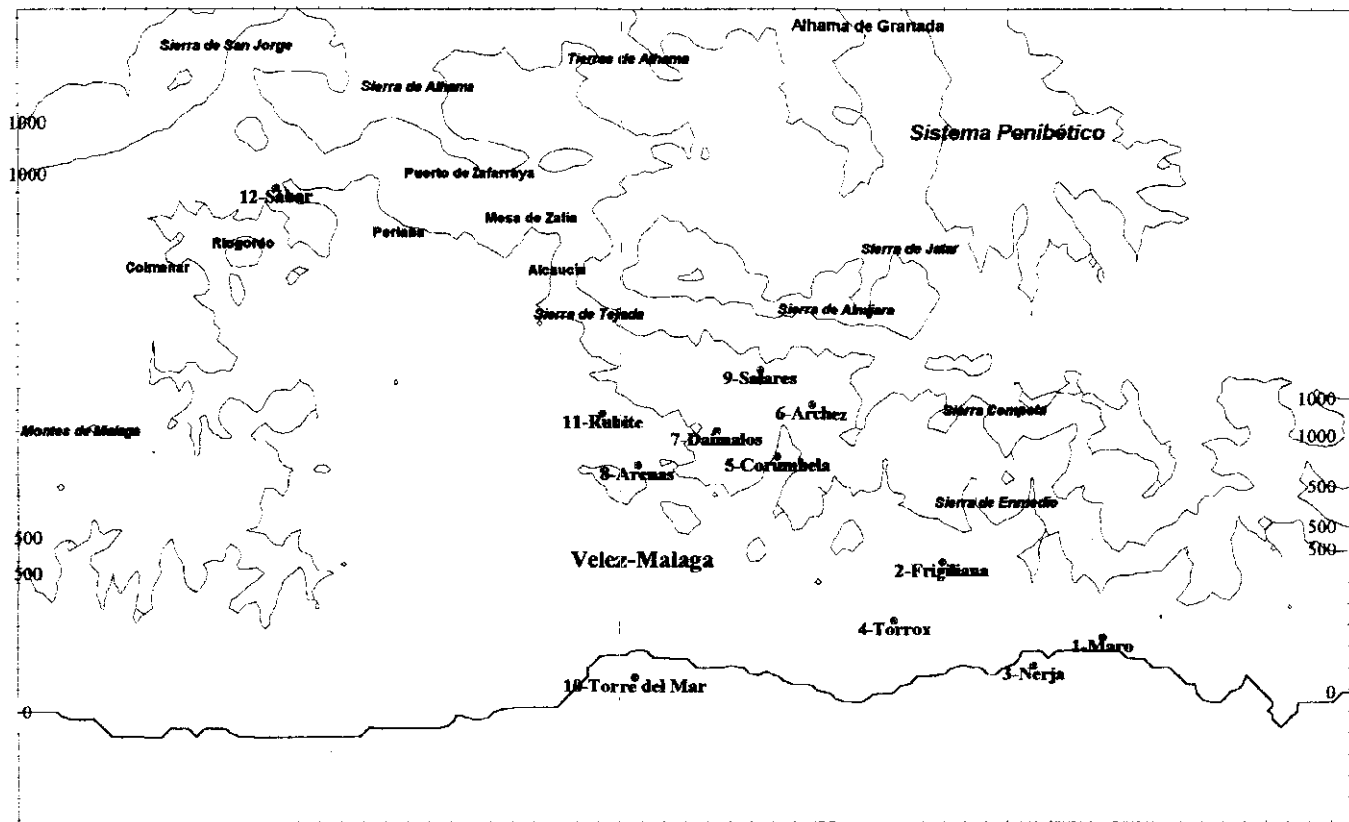 Alhama de Granada
Sierra de San Jorge
Tierras de Alhama
Sierra de Alhama
1000
Sistema Penibético
1000
Puerto de Zafarraya
12-Sabar
Mesa de Zalia
Periana
Riogordo
Sierra de Jatar
Colmenar
Alcaucin
Sierra de Tejeda
Sierra de Almijara
9-Salares
1000
6-Archez
Sierra Competa
11-Rubite
Montes de Malaga
7-Daimalos
1000
5-Corumbela
8-Arenas
500
Sierra de Enmedio
500
500
500
Velez-Malaga
2-Frigiliana
500
4-Torrox
1-Maro
3-Nerja
10-Torre del Mar
0
0